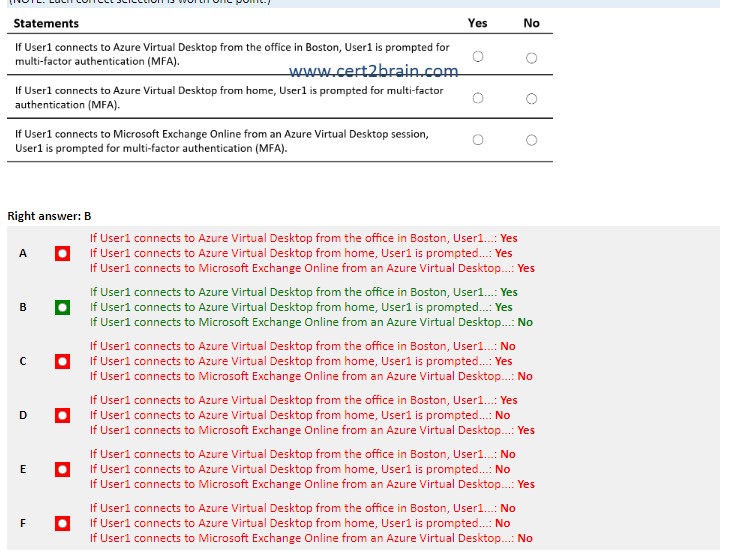 (NOTE: Each correct selection is worth one point.)
Statements Yes No
If User1 connects to Azure Virtual Desktop from the office in Boston, User1 is prompted for
multi-factor authentication (MFA).
www.cert2brain.com
If User1 connects to Azure Virtual Desktop from home, User1 is prompted for multi-factor
authentication (MFA).
If User1 connects to Microsoft Exchange Online from an Azure Virtual Desktop session,
User1 is prompted for multi-factor authentication (MFA).
Right answer: B
If User1 connects to Azure Virtual Desktop from the office in Boston, User1...: Yes
A If User1 connects to Azure Virtual Desktop from home, User1 is prompted...: Yes
If User1 connects to Microsoft Exchange Online from an Azure Virtual Desktop...: Yes
If User1 connects to Azure Virtual Desktop from the office in Boston, User1...: Yes
B If User1 connects to Azure Virtual Desktop from home, User1 is prompted...: Yes
If User1 connects to Microsoft Exchange Online from an Azure Virtual Desktop...: No
If User1 connects to Azure Virtual Desktop from the office in Boston, User1...: No
C If User1 connects to Azure Virtual Desktop from home, User1 is prompted...: Yes
If User1 connects to Microsoft Exchange Online from an Azure Virtual Desktop...: No
If User1 connects to Azure Virtual Desktop from the office in Boston, User1...: Yes
D If User1 connects to Azure Virtual Desktop from home, User1 is prompted...: No
If User1 connects to Microsoft Exchange Online from an Azure Virtual Desktop...: Yes
If User1 connects to Azure Virtual Desktop from the office in Boston, User1...: No
E If User1 connects to Azure Virtual Desktop from home, User1 is prompted...: No
If User1 connects to Microsoft Exchange Online from an Azure Virtual Desktop...: Yes
If User1 connects to Azure Virtual Desktop from the office in Boston, User1...: No
F If User1 connects to Azure Virtual Desktop from home, User1 is prompted...: No
If User1 connects to Microsoft Exchange Online from an Azure Virtual Desktop...: No